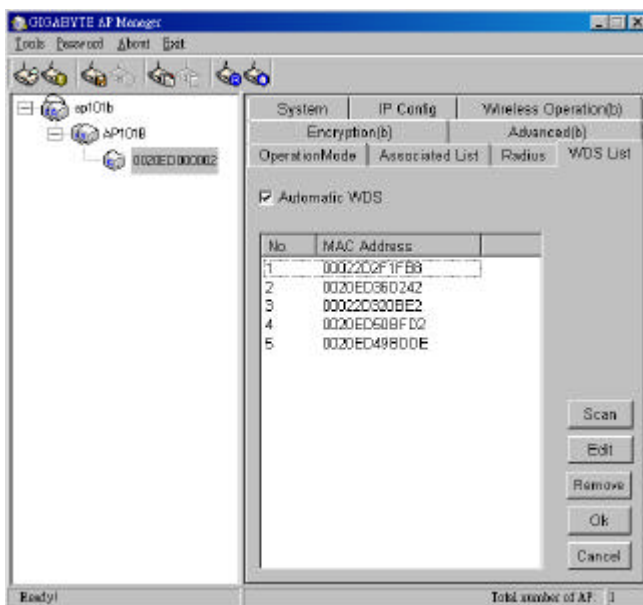 GIGABYTE AP Manager
Tools Password About Exit
ap101b
AP101B
0020ED000002
System IP Config Wireless Operation(b)
Encryption(b) Advanced(b)
OperationMode Associated List Radius WDS List
Automatic WDS
No. MAC Address
1 00022D2F1FB8
2 0020ED36D242
3 00022D320BE2
4 0020ED50BFD2
5 0020ED498DDE
Scan
Edit
Remove
Ok
Cancel
Ready! Total number of AP: 1